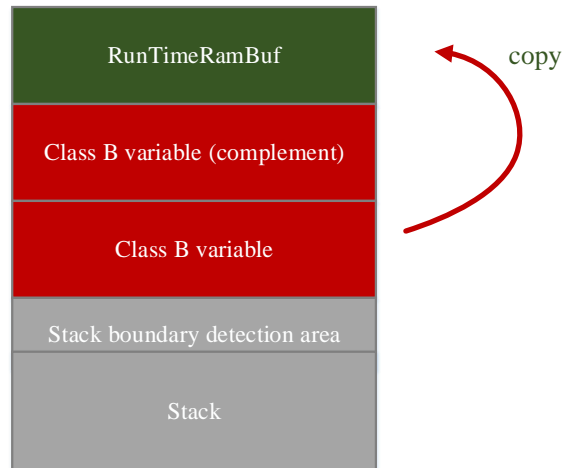 RunTimeRamBuf
copy
Class B variable (complement)
Class B variable
Stack boundary detection area
Stack